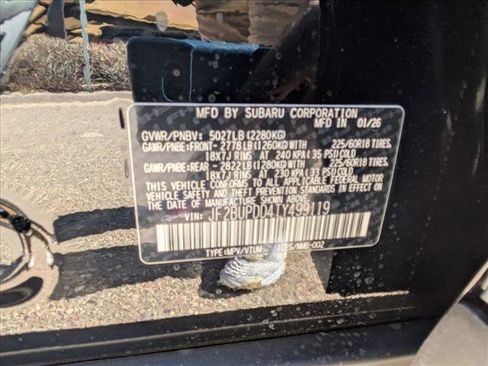 MFD BY SUBARU CORPORATION
MFD IN 01/26
GVWR/PNBV: 5027LB (2280KG)
GAWR/PNBE:FRONT- 2778LB(1260KG)WITH 225/60R18 TIRES,
18X7J RIMS AT 240 KPA (35 PSI)COLD
GAWR/PNBE:REAR - 2822LB(1280KG)WITH 225/60R18 TIRES,
18X7J RIMS AT 230 KPA (33 PSI)COLD
THIS VEHICLE CONFORMS TO ALL APPLICABLE FEDERAL MOTOR
VEHICLE SAFETY AND THEFT PREVENTION STANDARDS IN EFFECT
ON THE DATE OF MANUFACTURE SHOWN ABOVE.
VIN: JF2BUPDD4TY499119
TYPE:MPV/VTUM